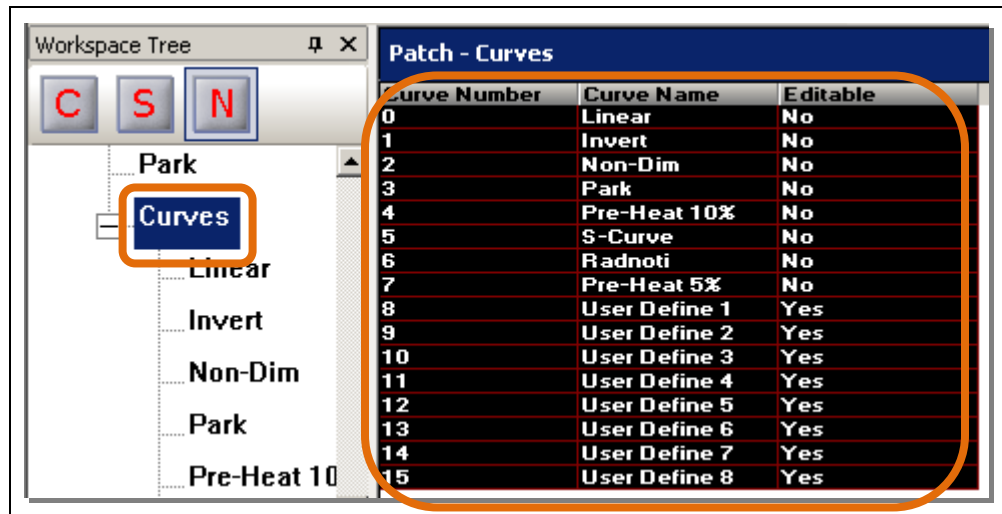 Workspace Tree
C S N
Park
Curves
Linear
Invert
Non-Dim
Park
Pre-Heat 10
Patch - Curves
Curve Number Curve Name Editable
0 Linear No
1 Invert No
2 Non-Dim No
3 Park No
4 Pre-Heat 10% No
5 S-Curve No
6 Radnoti No
7 Pre-Heat 5% No
8 User Define 1 Yes
9 User Define 2 Yes
10 User Define 3 Yes
11 User Define 4 Yes
12 User Define 5 Yes
13 User Define 6 Yes
14 User Define 7 Yes
15 User Define 8 Yes